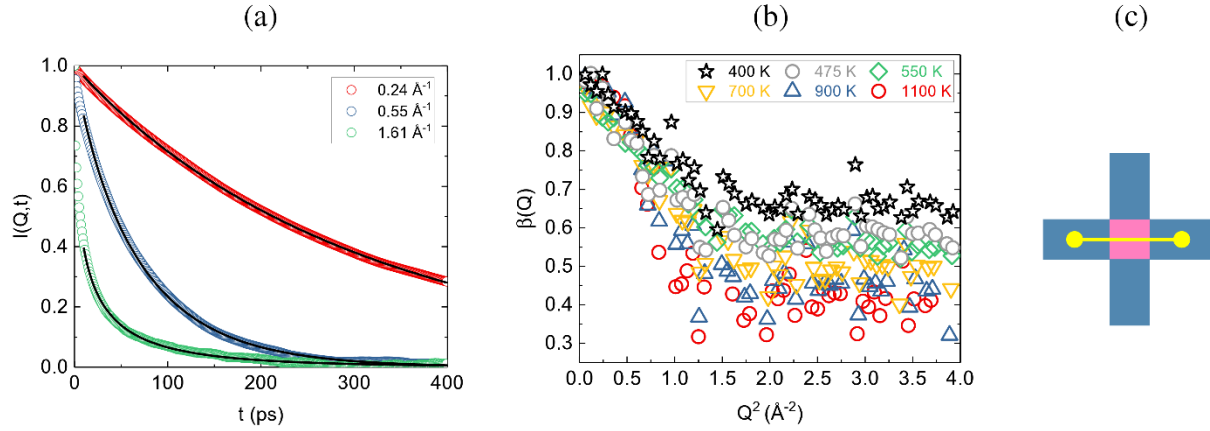 (a)
(b)
(c)
I(Q,t)
1.0
0.8
0.6
0.4
0.2
0.0
0.24 Å⁻¹
0.55 Å⁻¹
1.61 Å⁻¹
0 100 200 300 400
t (ps)
β(Q)
1.0
0.9
0.8
0.7
0.6
0.5
0.4
0.3
400 K 475 K 550 K
700 K 900 K 1100 K
0.0 0.5 1.0 1.5 2.0 2.5 3.0 3.5 4.0
Q² (Å⁻²)